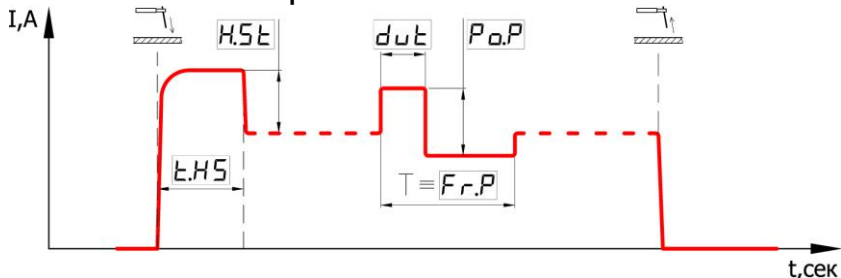 I,A
H.St
dut
Po.P
t.HS
T ≡ Fr.P
t,сек